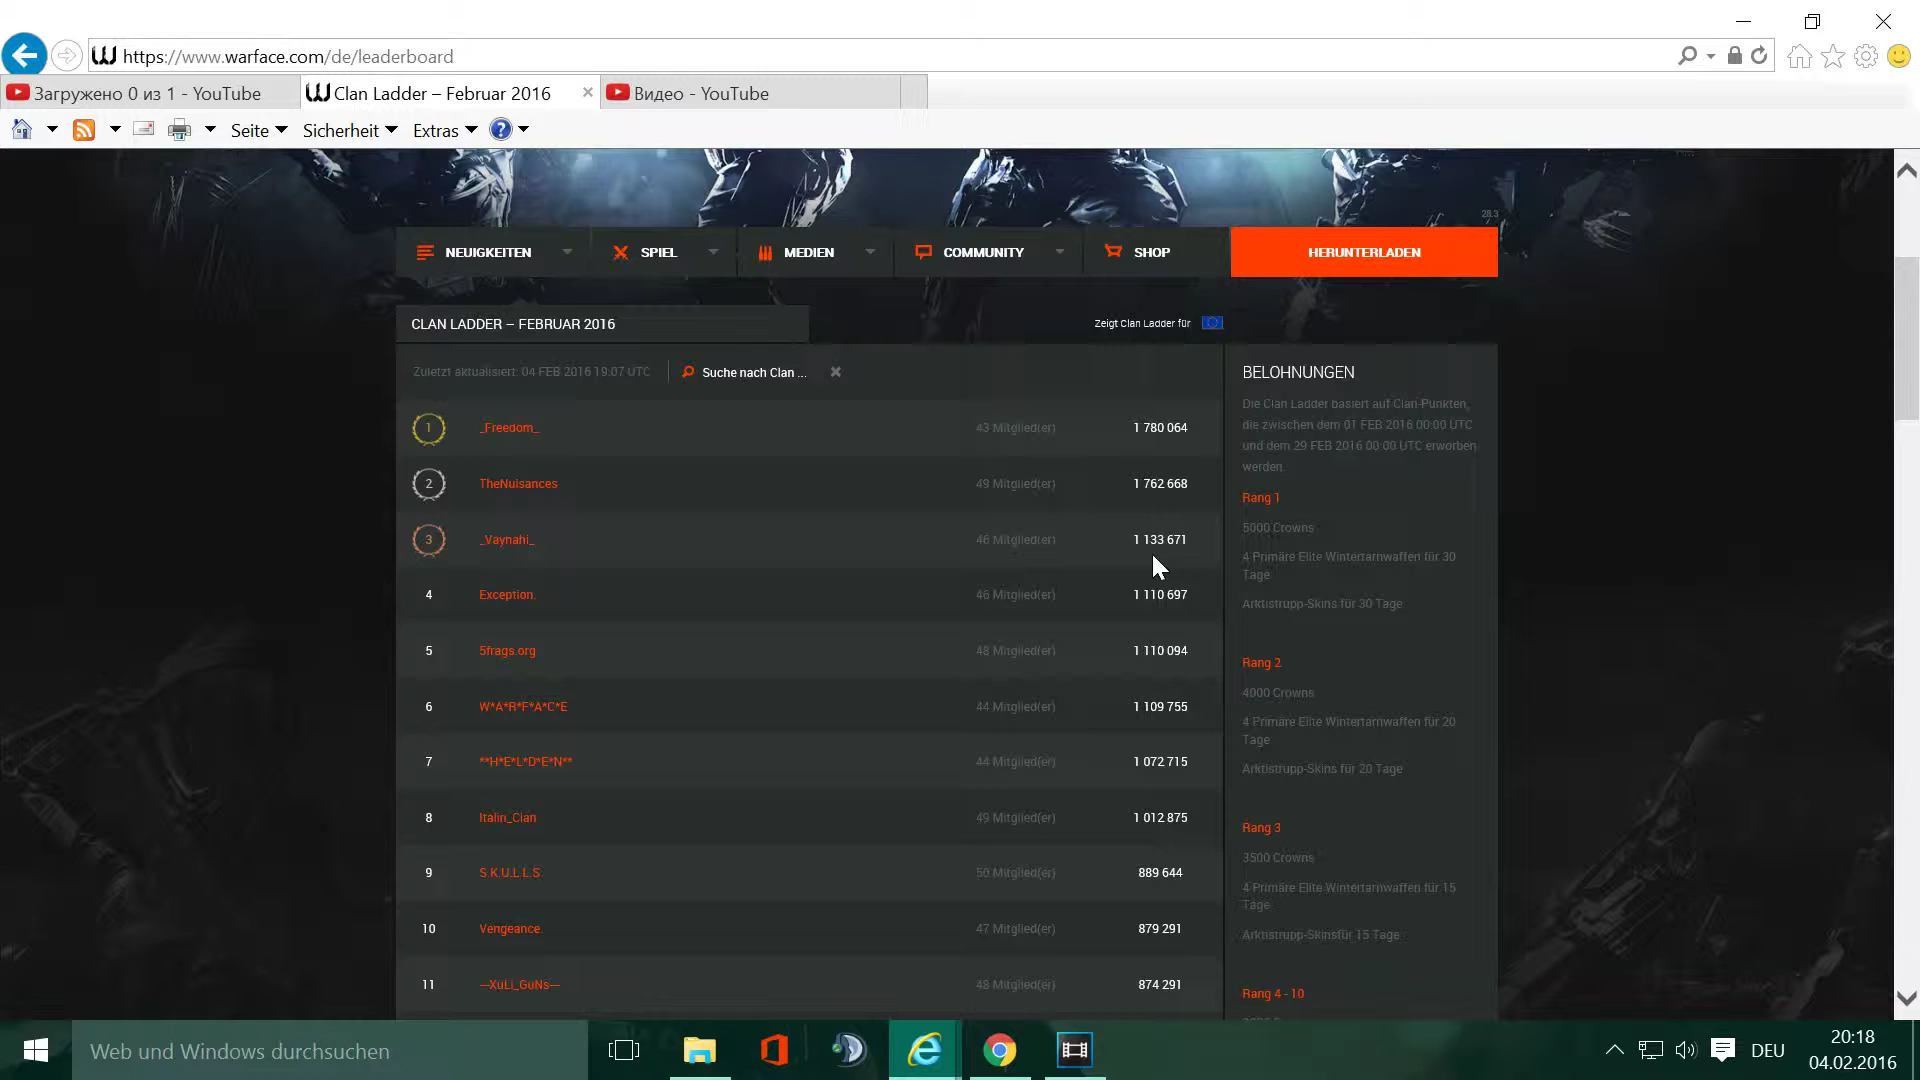 https://www.warface.com/de/leaderboard
Загружено 0 из 1 - YouTube
Clan Ladder – Februar 2016
Видео - YouTube
Seite Sicherheit Extras
28.3
NEUIGKEITEN SPIEL MEDIEN COMMUNITY SHOP HERUNTERLADEN
CLAN LADDER – FEBRUAR 2016
Zeigt Clan Ladder für
Zuletzt aktualisiert: 04 FEB 2016 19:07 UTC
Suche nach Clan ...
1 _Freedom_ 43 Mitglied(er) 1 780 064
2 TheNuisances 49 Mitglied(er) 1 762 668
3 _Vaynahi_ 46 Mitglied(er) 1 133 671
4 Exception. 46 Mitglied(er) 1 110 697
5 5frags.org 48 Mitglied(er) 1 110 094
6 W*A*R*F*A*C*E 44 Mitglied(er) 1 109 755
7 **H*E*L*D*E*N** 44 Mitglied(er) 1 072 715
8 Italin_Clan 49 Mitglied(er) 1 012 875
9 S.K.U.L.L.S. 50 Mitglied(er) 889 644
10 Vengeance. 47 Mitglied(er) 879 291
11 ---XuLi_GuNs--- 48 Mitglied(er) 874 291
BELOHNUNGEN
Die Clan Ladder basiert auf Clan-Punkten,
die zwischen dem 01 FEB 2016 00:00 UTC
und dem 29 FEB 2016 00:00 UTC erworben
werden.
Rang 1
5000 Crowns
4 Primäre Elite Wintertarnwaffen für 30
Tage
Arktistrupp-Skins für 30 Tage
Rang 2
4000 Crowns
4 Primäre Elite Wintertarnwaffen für 20
Tage
Arktistrupp-Skins für 20 Tage
Rang 3
3500 Crowns
4 Primäre Elite Wintertarnwaffen für 15
Tage
Arktistrupp-Skinsfür 15 Tage
Rang 4 - 10
Web und Windows durchsuchen
DEU
20:18
04.02.2016